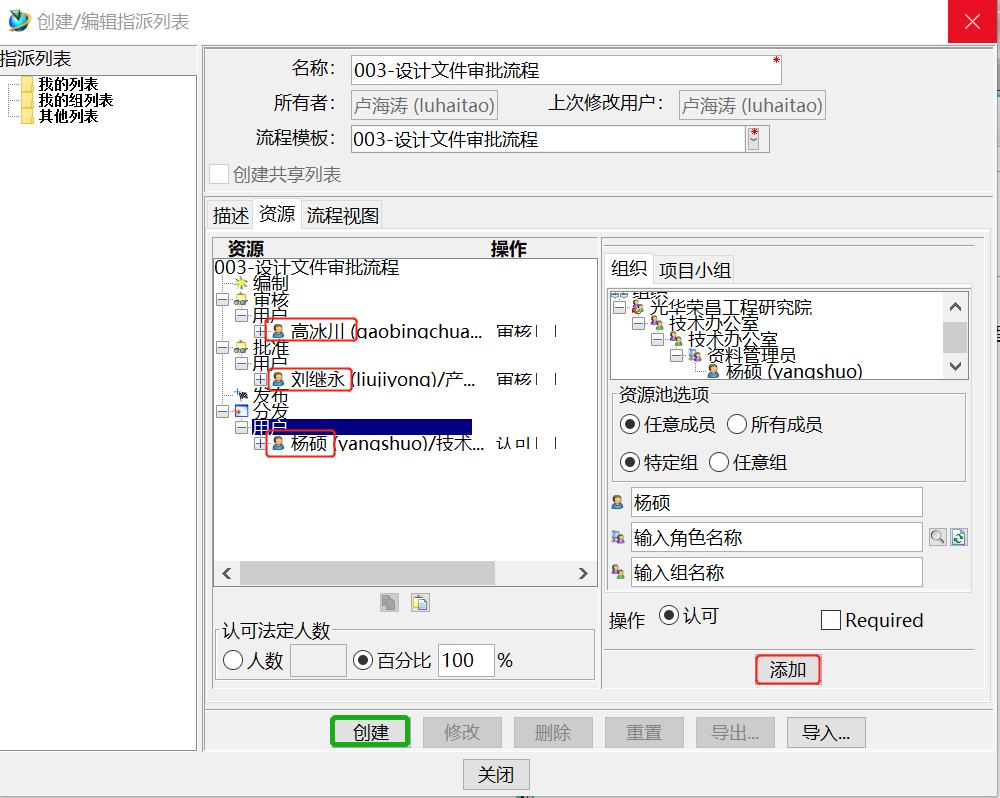 创建/编辑指派列表
指派列表
我的列表
我的组列表
其他列表
名称： 003-设计文件审批流程 *
所有者： 卢海涛 (luhaitao) 上次修改用户： 卢海涛 (luhaitao)
流程模板： 003-设计文件审批流程 *
创建共享列表
描述 资源 流程视图
资源 操作
003-设计文件审批流程
编制
审核
用户
高冰川 (gaobingchua... 审核
批准
用户
刘继永 (liujiyong)/产... 审核
发布
分发
用户
杨硕 (yangshuo)/技术... 认可
认可法定人数
人数 百分比 100 %
组织 项目小组
组织
光华荣昌工程研究院
技术办公室
技术办公室
资料管理员
杨硕 (yangshuo)
资源池选项
任意成员 所有成员
特定组 任意组
杨硕
输入角色名称
输入组名称
操作 认可 Required
添加
创建 修改 删除 重置 导出... 导入...
关闭